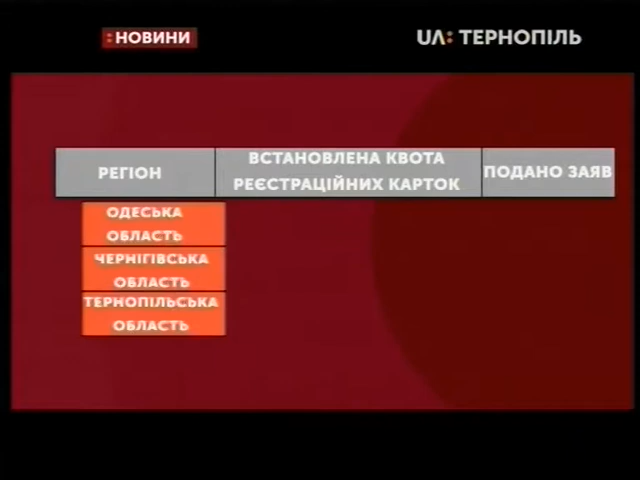 :НОВИНИ
UA: ТЕРНОПІЛЬ
РЕГІОН
ВСТАНОВЛЕНА КВОТА
РЕЄСТРАЦІЙНИХ КАРТОК
ПОДАНО ЗАЯВ
ОДЕСЬКА
ОБЛАСТЬ
ЧЕРНІГІВСЬКА
ОБЛАСТЬ
ТЕРНОПІЛЬСЬКА
ОБЛАСТЬ